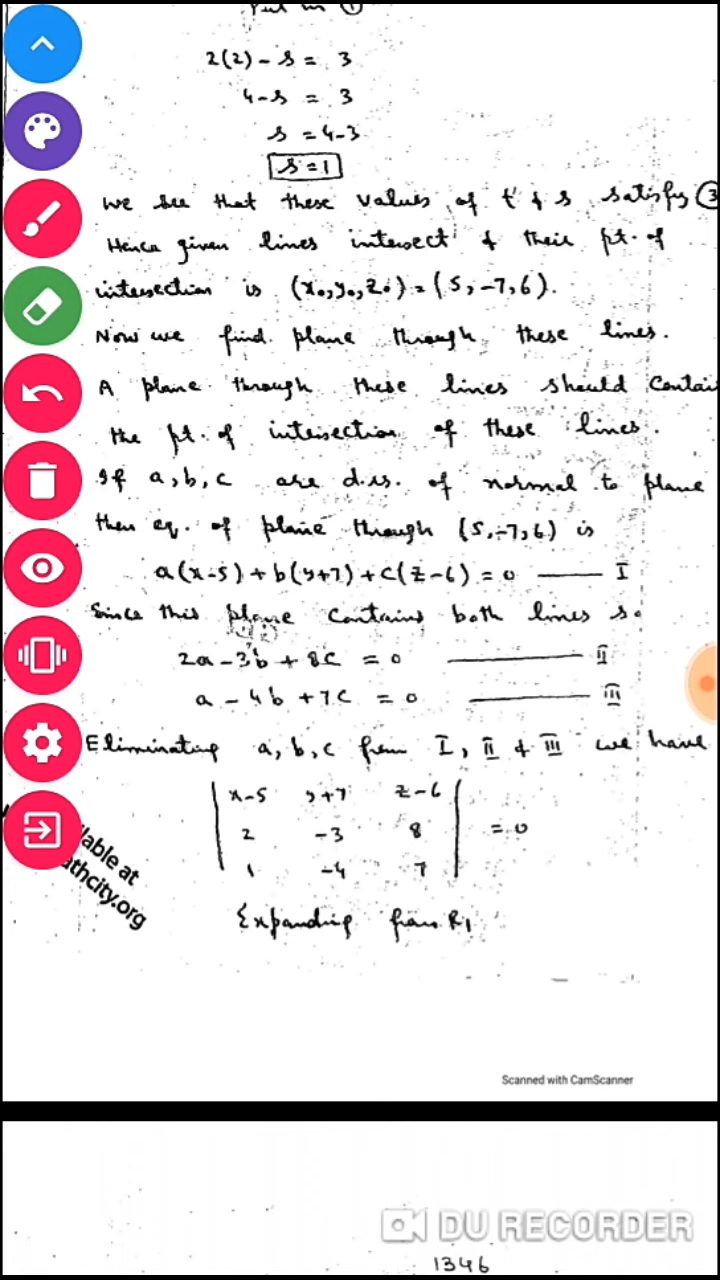 Put in ①
2(2) - s = 3
4 - s = 3
s = 4-3
s = 1
We see that these values of t & s satisfy ③
Hence given lines intersect & their pt. of
intersection is (x₀, y₀, z₀) = (5, -7, 6).
Now we find plane through these lines.
A plane through these lines should contain
the pt. of intersection of these lines.
If a, b, c are d.rs. of normal to plane
then eq. of plane through (5, -7, 6) is
a(x-5) + b(y+7) + c(z-6) = 0 —— I
Since this plane contains both lines so
2a - 3b + 8c = 0 —— II
a - 4b + 7c = 0 —— III
Eliminating a, b, c from I, II & III we have
| x-5 y+7 z-6 |
| 2 -3 8 | = 0
| 1 -4 7 |
lable at
athcity.org
Expanding from R₁
Scanned with CamScanner
DU RECORDER
1346